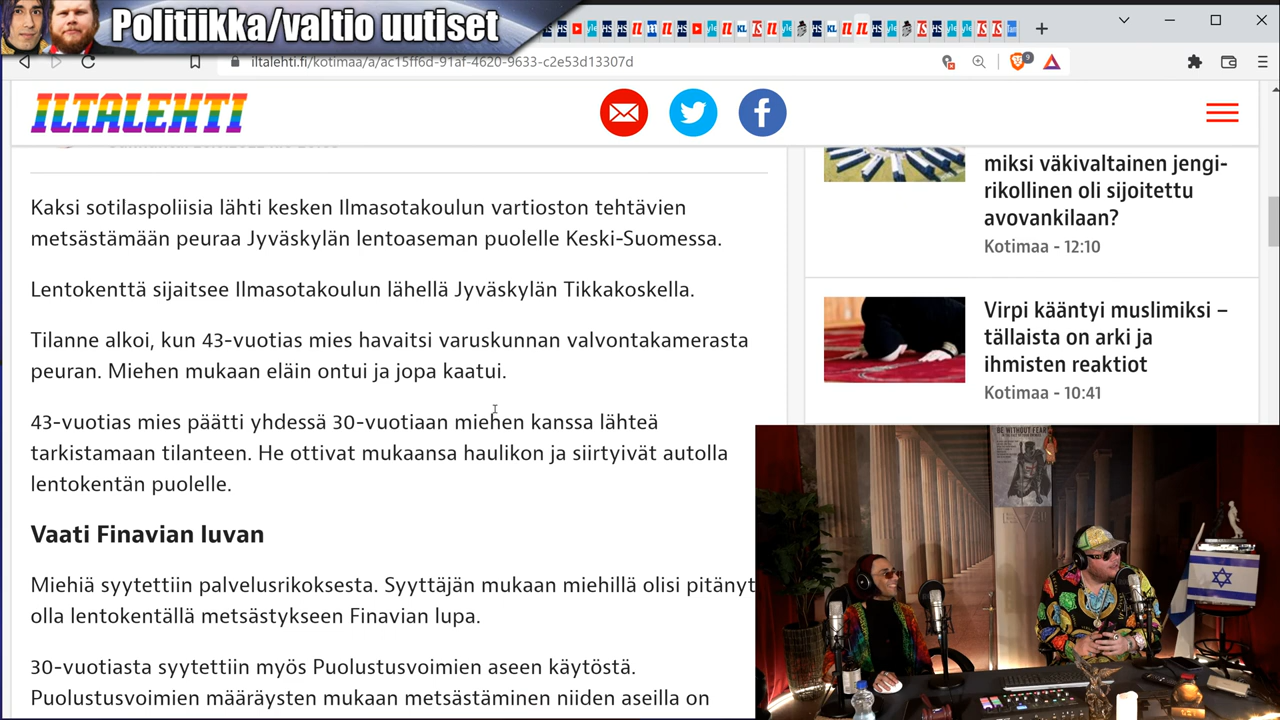 Politiikka/valtio uutiset
iltalehti.fi/kotimaa/a/ac15ff6d-91af-4620-9633-c2e53d13307d
9
ILTALEHTI
Kaksi sotilaspoliisia lähti kesken Ilmasotakoulun vartioston tehtävien
metsästämään peuraa Jyväskylän lentoaseman puolelle Keski-Suomessa.
Lentokenttä sijaitsee Ilmasotakoulun lähellä Jyväskylän Tikkakoskella.
Tilanne alkoi, kun 43-vuotias mies havaitsi varuskunnan valvontakamerasta
peuran. Miehen mukaan eläin ontui ja jopa kaatui.
43-vuotias mies päätti yhdessä 30-vuotiaan miehen kanssa lähteä
tarkistamaan tilanteen. He ottivat mukaansa haulikon ja siirtyivät autolla
lentokentän puolelle.
Vaati Finavian luvan
Miehiä syytettiin palvelusrikoksesta. Syyttäjän mukaan miehillä olisi pitänyt
olla lentokentällä metsästykseen Finavian lupa.
30-vuotiasta syytettiin myös Puolustusvoimien aseen käytöstä.
Puolustusvoimien määräysten mukaan metsästäminen niiden aseilla on
miksi väkivaltainen jengi-
rikollinen oli sijoitettu
avovankilaan?
Kotimaa - 12:10
Virpi kääntyi muslimiksi –
tällaista on arki ja
ihmisten reaktiot
Kotimaa - 10:41
BE WITHOUT FEAR